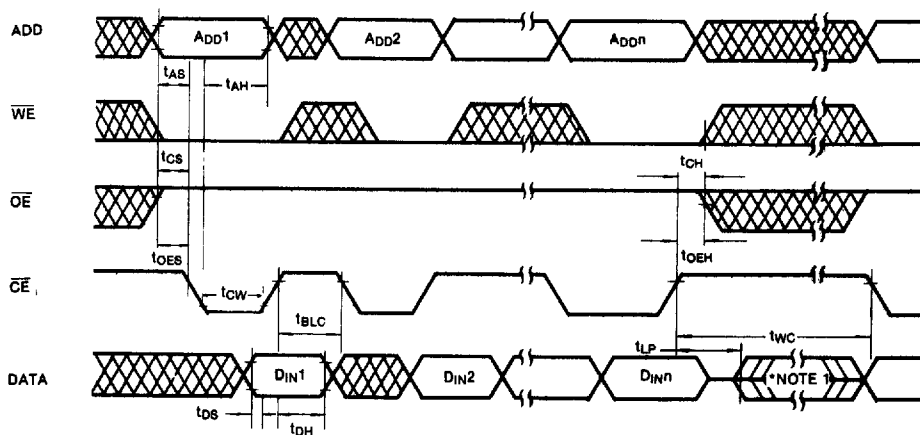 ADD ADD1 ADD2 ADDn
tAS tAH
WE
tCS tCH
OE
tOES tOEH
CE
tCW
tBLC tWC
tLP
DATA DIN1 DIN2 DINn *NOTE 1
tDS tDH